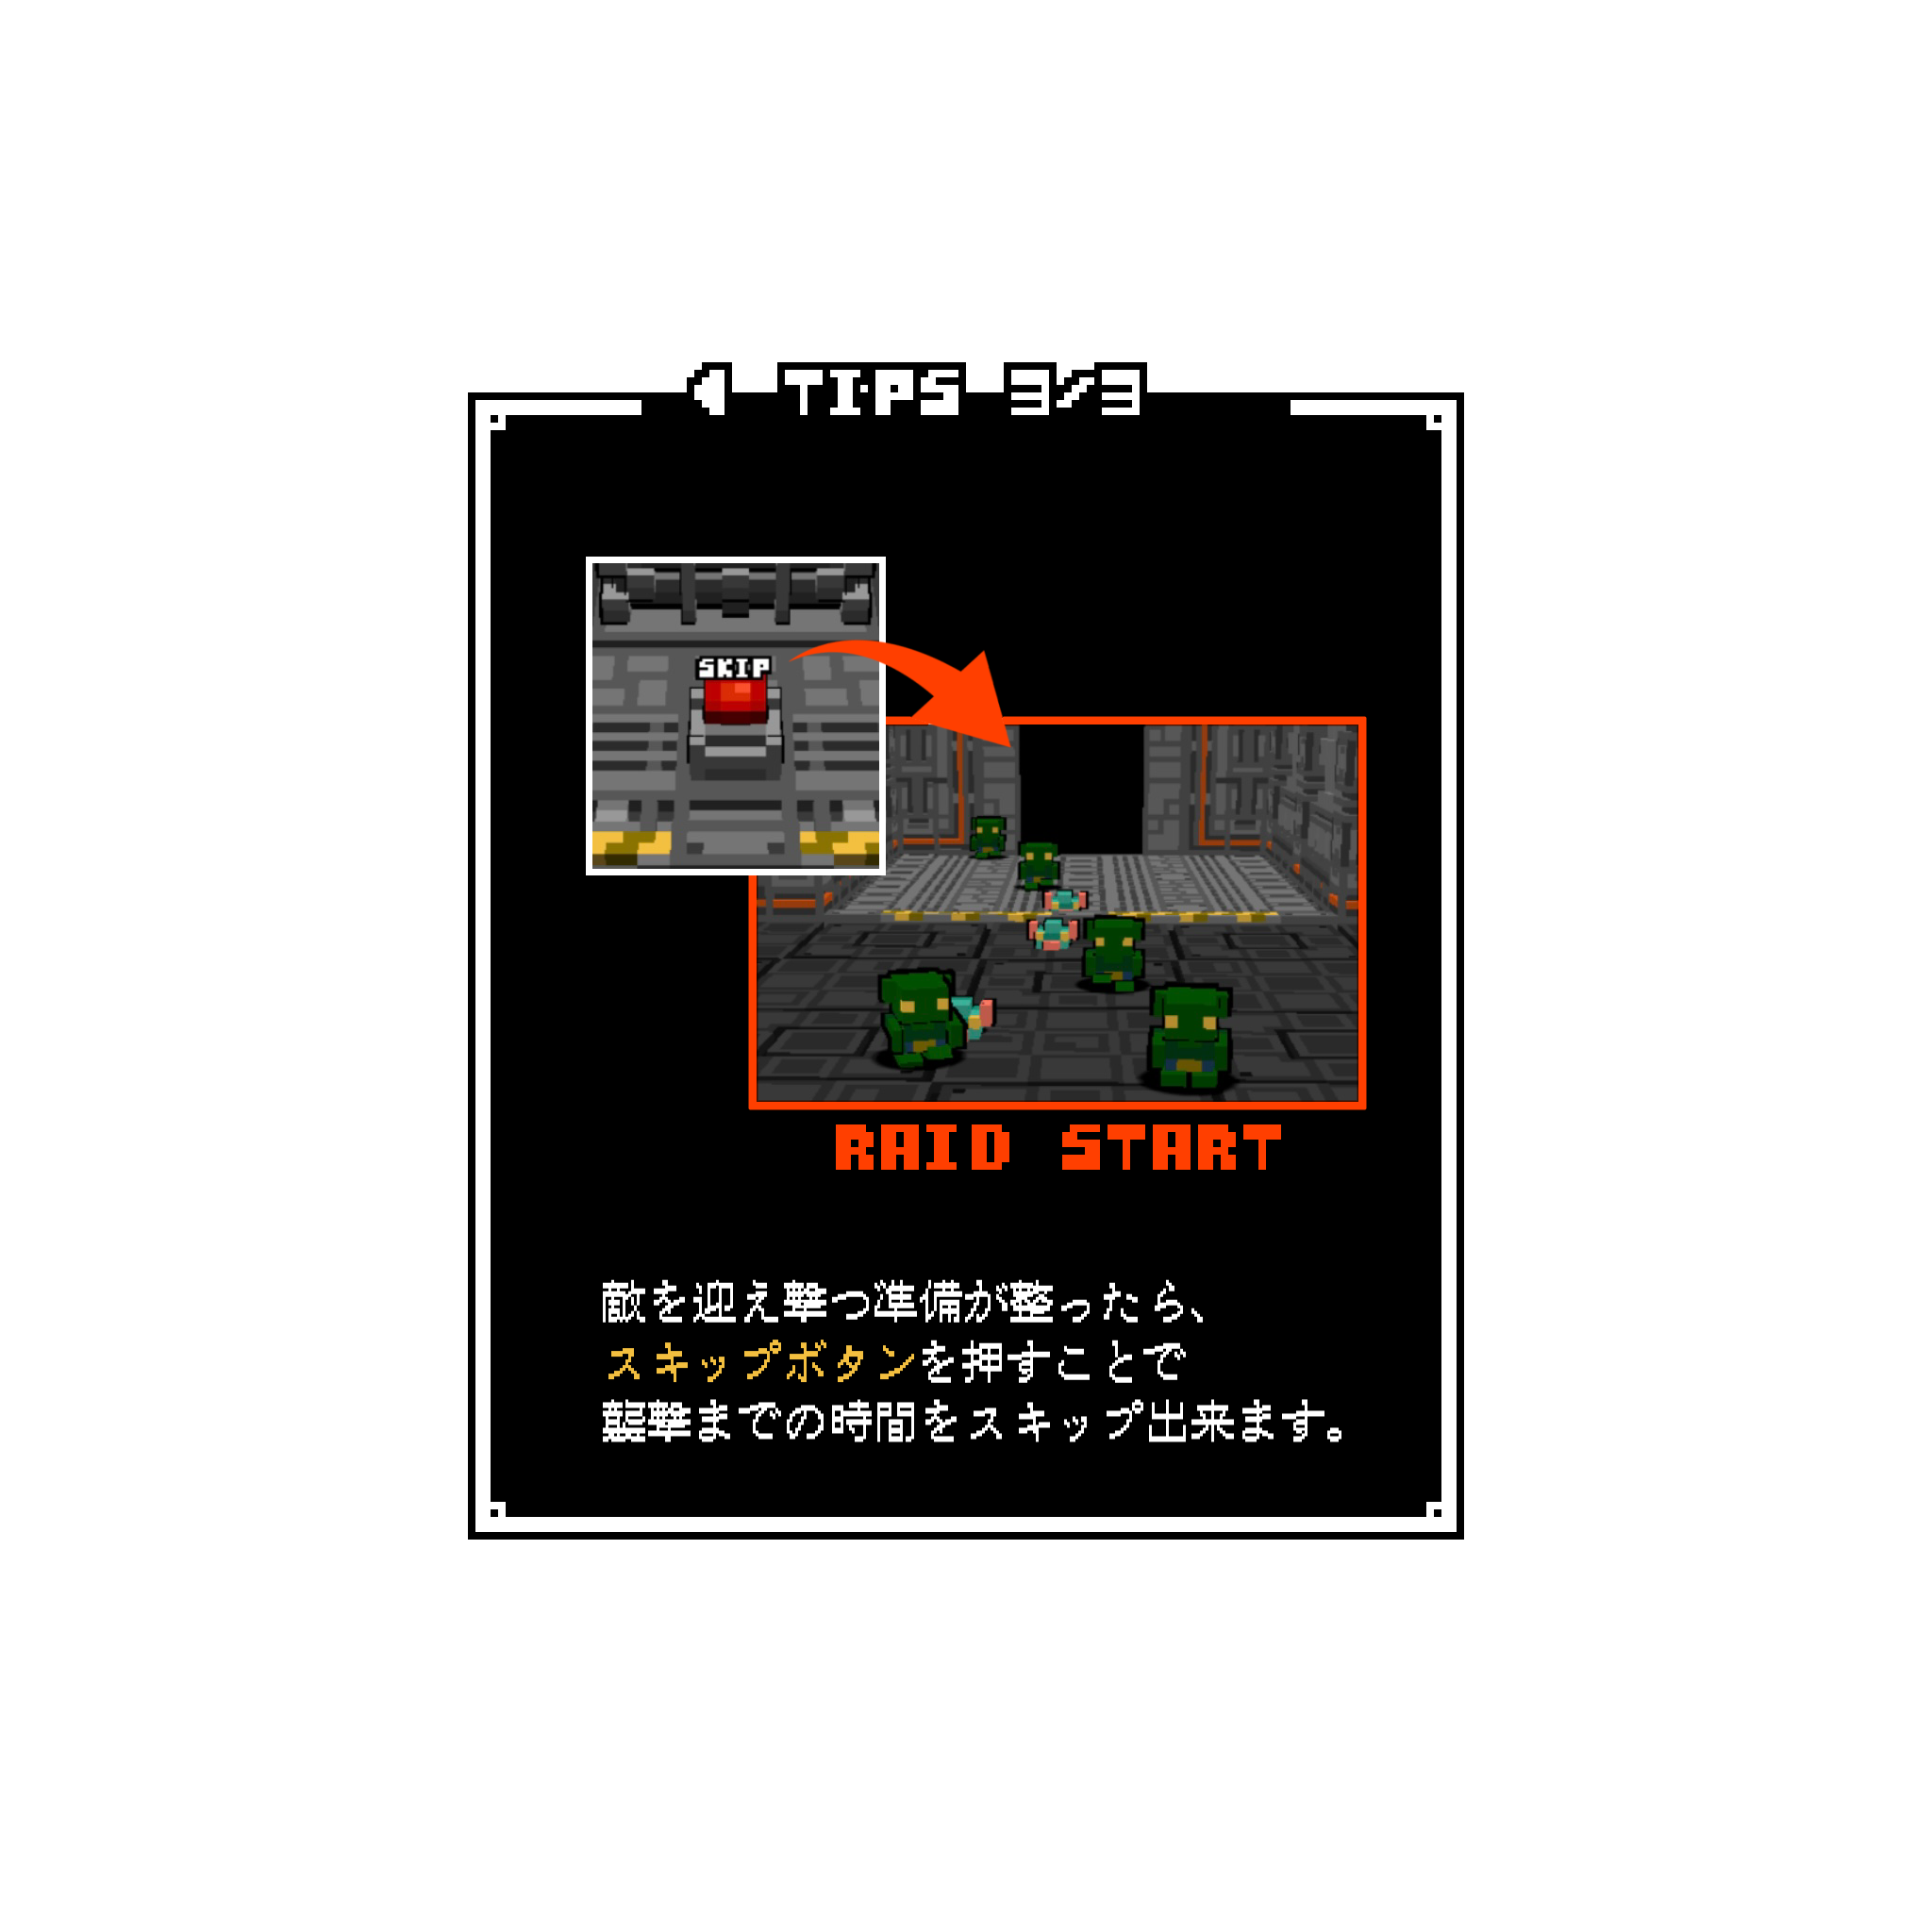 TIPS 3/3
SKIP
RAID START
敵を迎え撃つ準備が整ったら、
スキップボタンを押すことで
襲撃までの時間をスキップ出来ます。